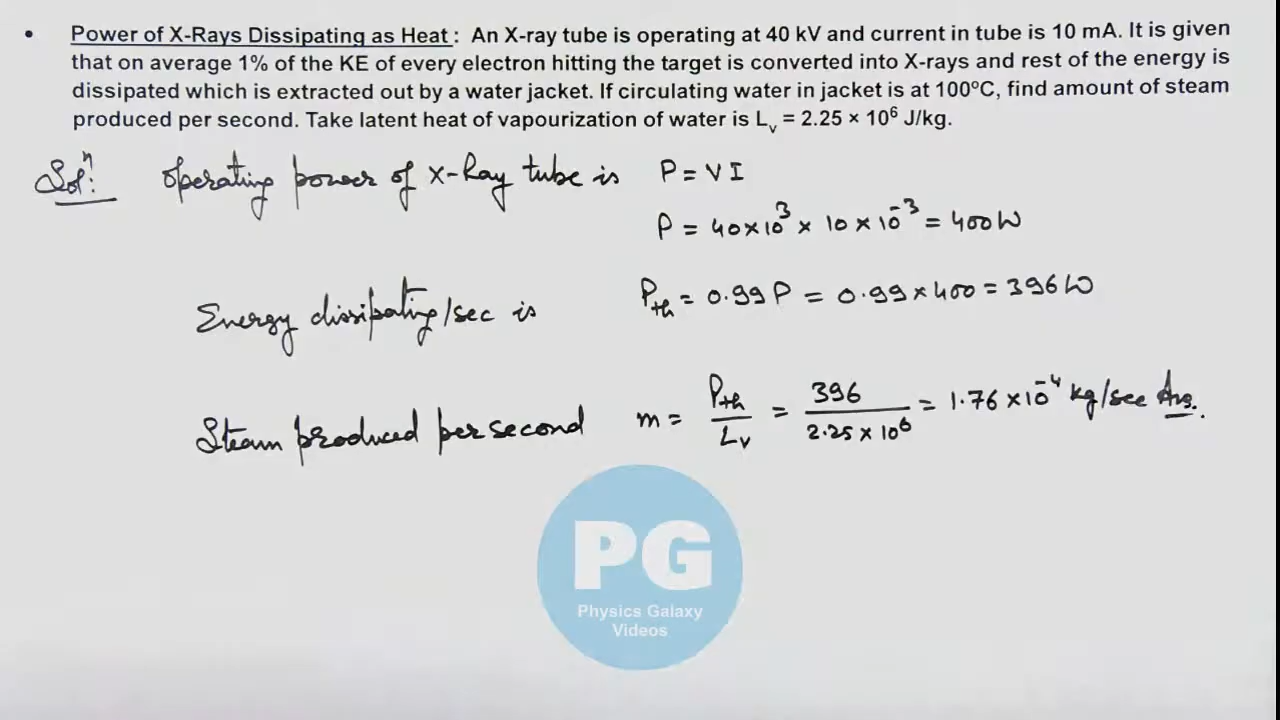 • Power of X-Rays Dissipating as Heat : An X-ray tube is operating at 40 kV and current in tube is 10 mA. It is given
that on average 1% of the KE of every electron hitting the target is converted into X-rays and rest of the energy is
dissipated which is extracted out by a water jacket. If circulating water in jacket is at 100°C, find amount of steam
produced per second. Take latent heat of vapourization of water is Lᵥ = 2.25 × 10⁶ J/kg.
Solⁿ: operating power of X-Ray tube is P = VI
P = 40×10³ × 10×10⁻³ = 400W
Energy dissipating/sec is P_th = 0.99P = 0.99×400 = 396W
Steam produced per second m = P_th/Lᵥ = 396/(2.25×10⁶) = 1.76×10⁻⁴ kg/sec Ans.
PG
Physics Galaxy
Videos